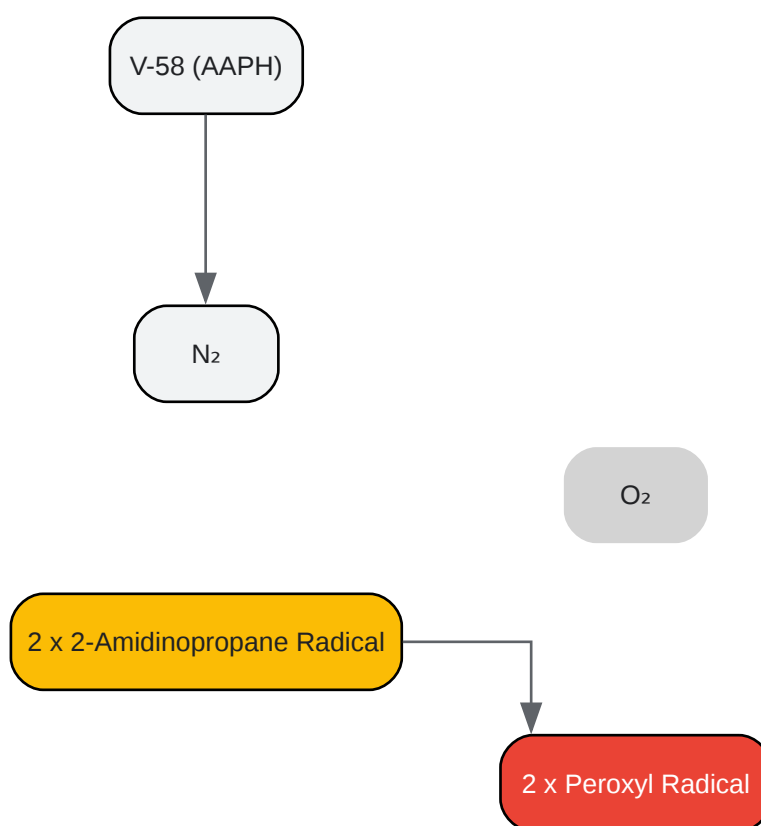 V-58 (AAPH)
N₂
O₂
2 x 2-Amidinopropane Radical
2 x Peroxyl Radical